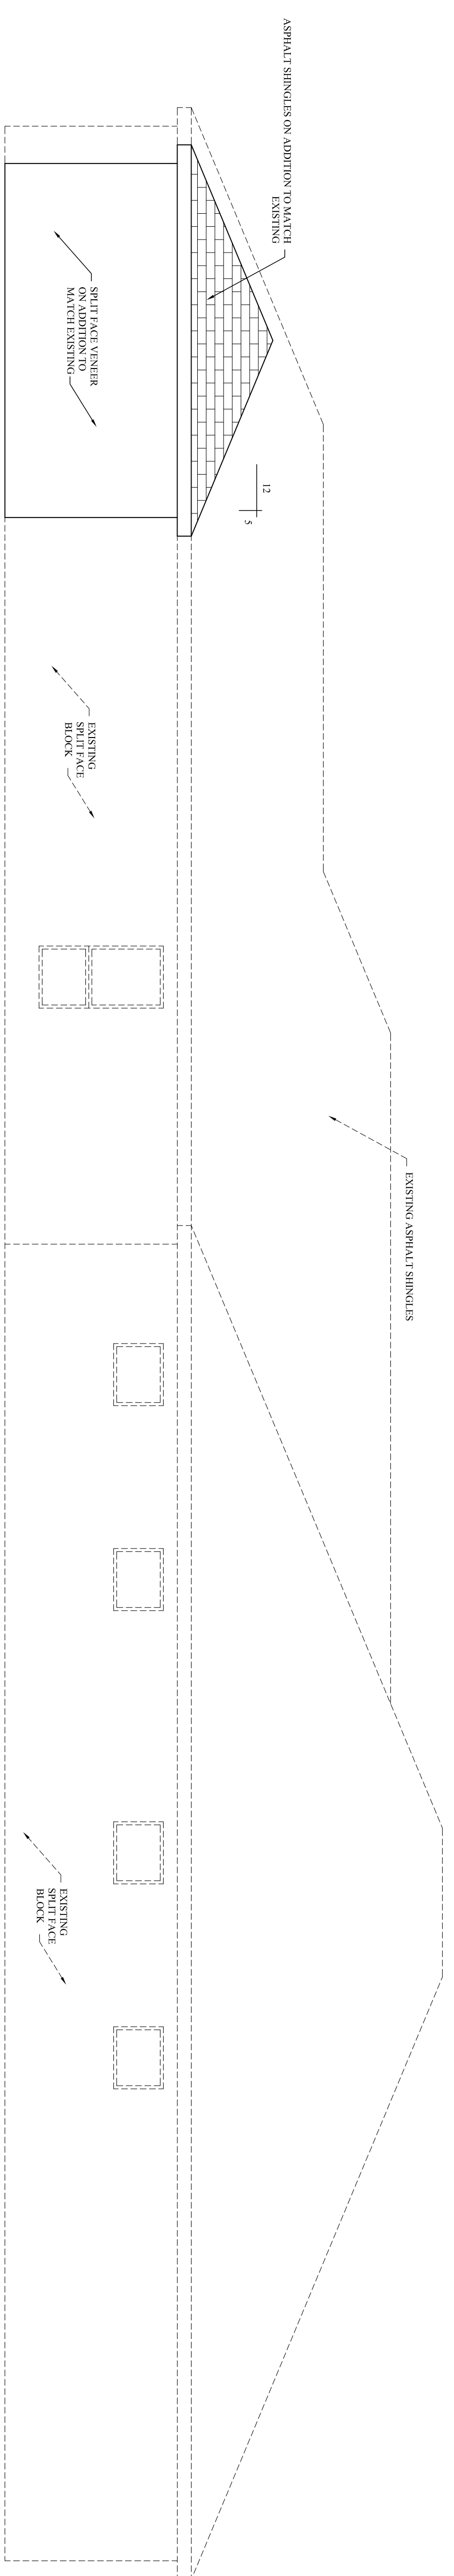 ASPHALT SHINGLES ON ADDITION TO MATCH
EXISTING
SPLIT FACE VENEER
ON ADDITION TO
MATCH EXISTING
12
5
EXISTING
SPLIT FACE
BLOCK
EXISTING ASPHALT SHINGLES
EXISTING
SPLIT FACE
BLOCK